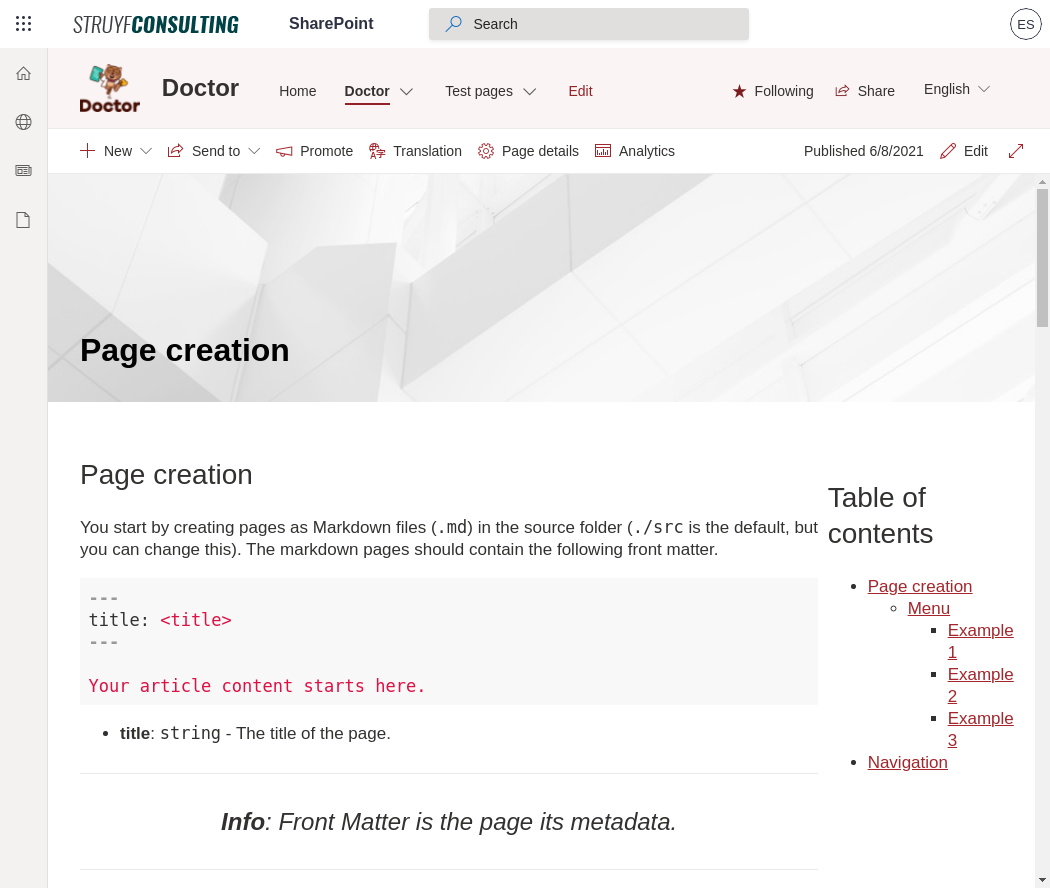 STRUYFCONSULTING SharePoint Search ES
Doctor Doctor Home Doctor Test pages Edit Following Share English
New Send to Promote Translation Page details Analytics Published 6/8/2021 Edit
Page creation
Page creation
You start by creating pages as Markdown files (.md) in the source folder (./src is the default, but
you can change this). The markdown pages should contain the following front matter.
---
title: <title>
---
Your article content starts here.
• title: string - The title of the page.
Info: Front Matter is the page its metadata.
Table of
contents
• Page creation
Menu
Example
1
Example
2
Example
3
• Navigation